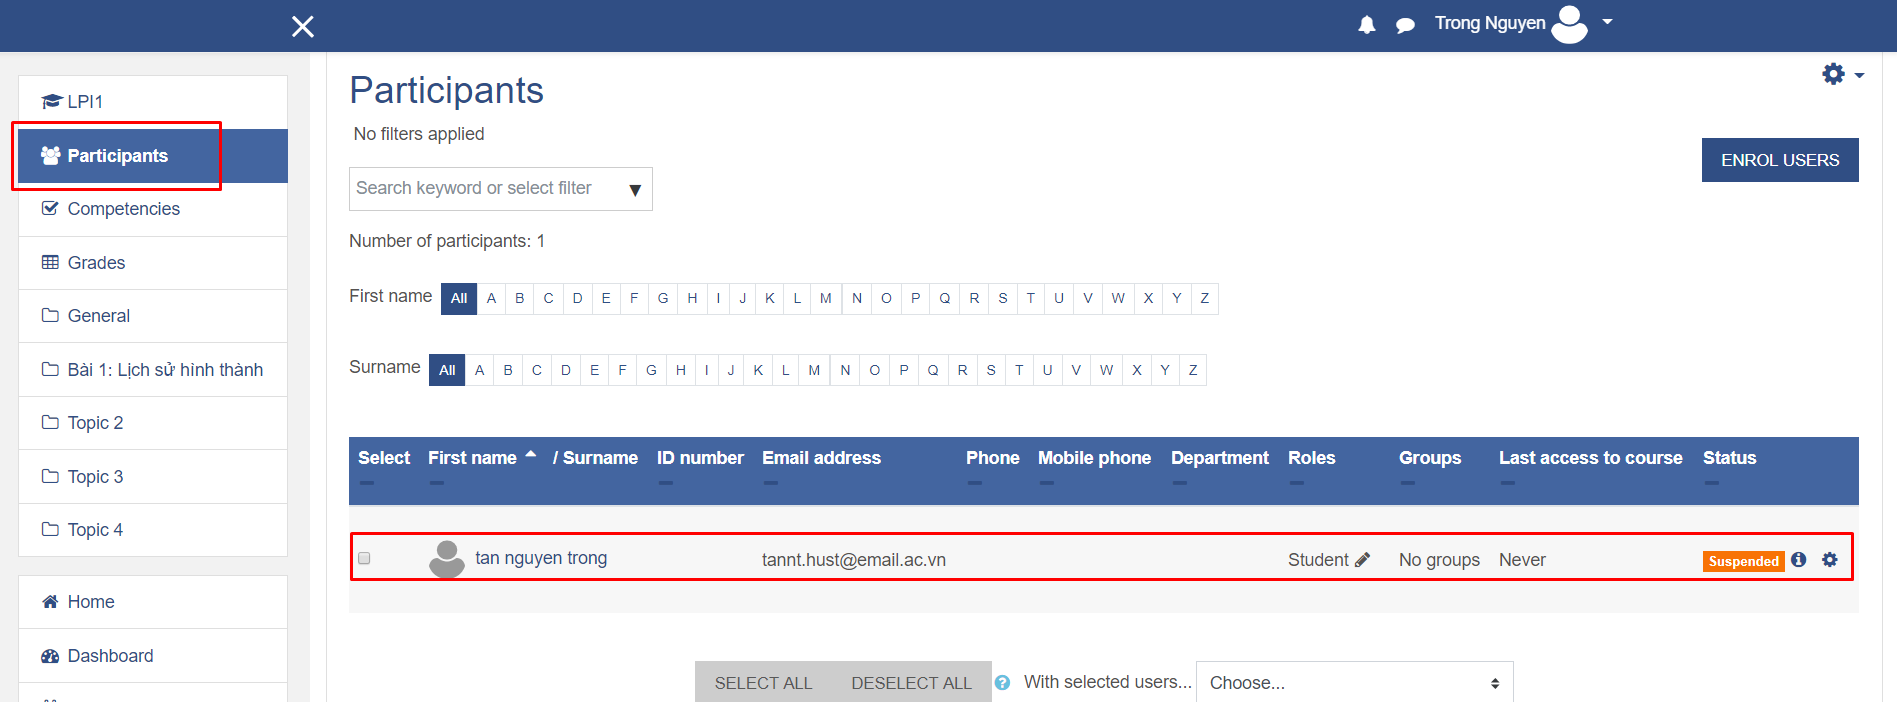 Trong Nguyen
LPI1
Participants
Competencies
Grades
General
Bài 1: Lịch sử hình thành
Topic 2
Topic 3
Topic 4
Home
Dashboard
Participants
No filters applied
ENROL USERS
Search keyword or select filter ▼
Number of participants: 1
First name All A B C D E F G H I J K L M N O P Q R S T U V W X Y Z
Surname All A B C D E F G H I J K L M N O P Q R S T U V W X Y Z
Select First name / Surname ID number Email address Phone Mobile phone Department Roles Groups Last access to course Status
tan nguyen trong tannt.hust@email.ac.vn Student No groups Never Suspended
SELECT ALL DESELECT ALL With selected users... Choose...